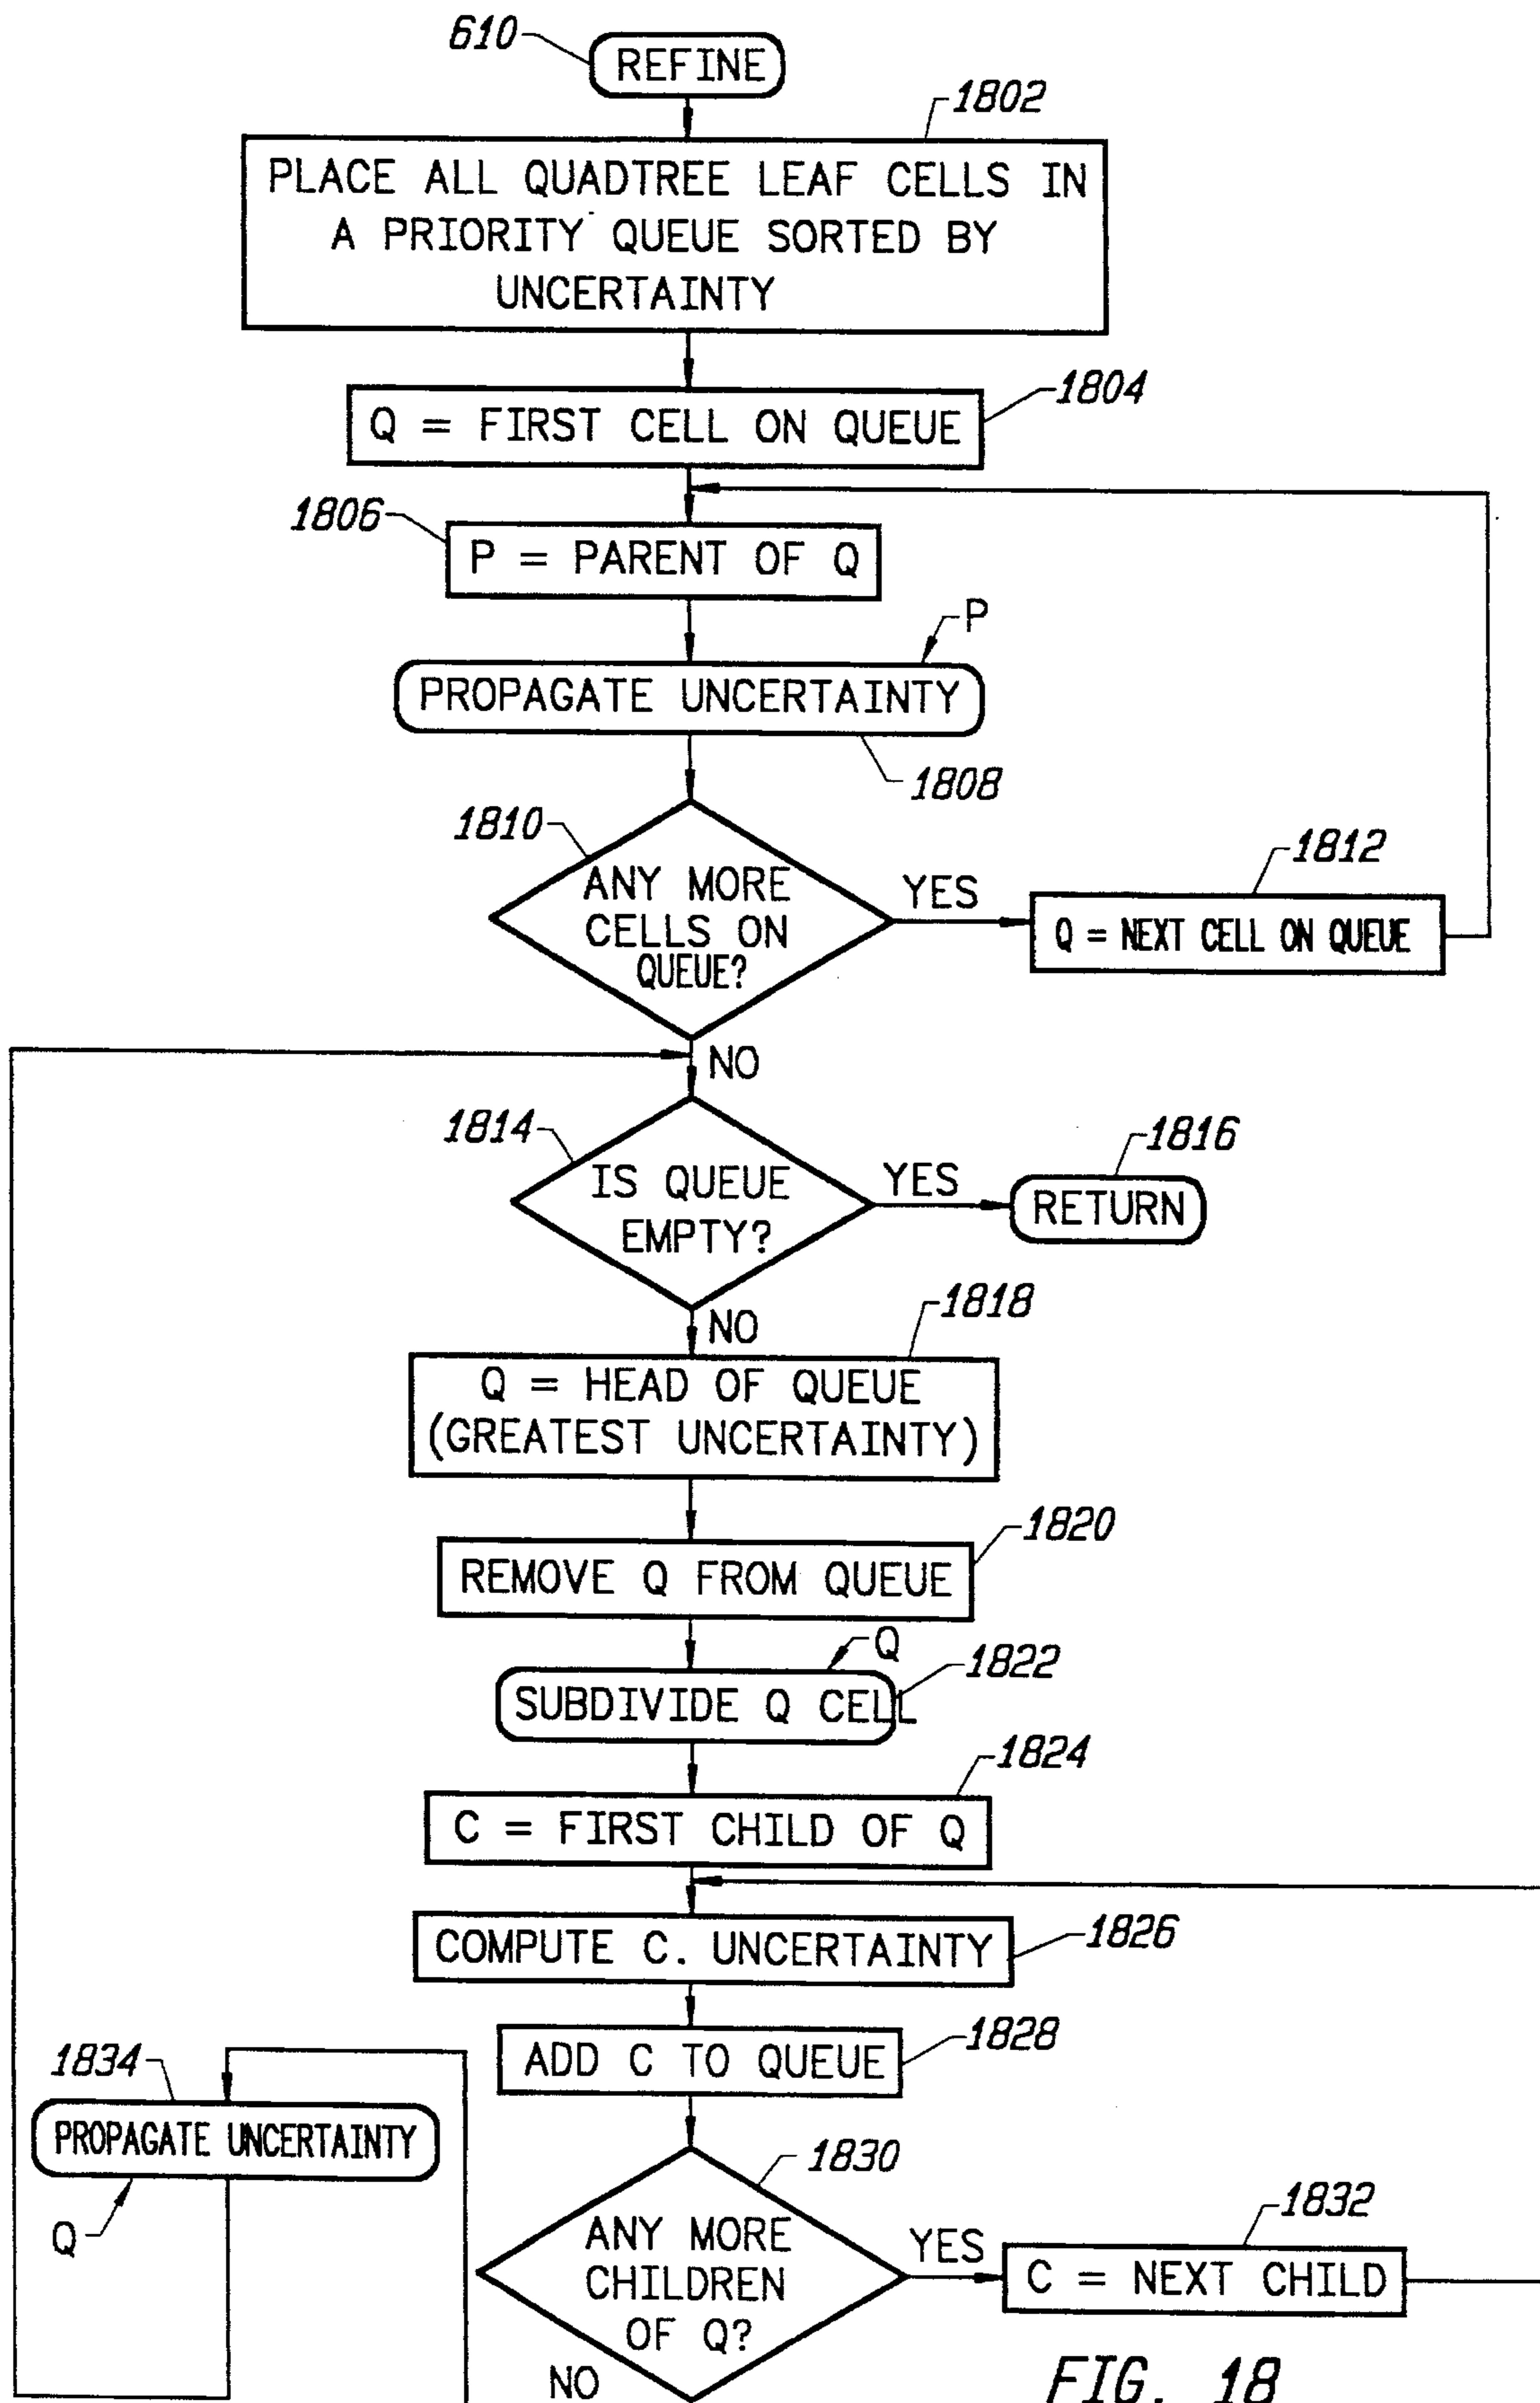 610
REFINE
1802
PLACE ALL QUADTREE LEAF CELLS IN
A PRIORITY QUEUE SORTED BY
UNCERTAINTY
1804
Q = FIRST CELL ON QUEUE
1806
P = PARENT OF Q
P
PROPAGATE UNCERTAINTY
1808
1810
ANY MORE
CELLS ON
QUEUE?
YES
1812
Q = NEXT CELL ON QUEUE
NO
1814
IS QUEUE
EMPTY?
YES
1816
RETURN
NO
1818
Q = HEAD OF QUEUE
(GREATEST UNCERTAINTY)
1820
REMOVE Q FROM QUEUE
Q
1822
SUBDIVIDE Q CELL
1824
C = FIRST CHILD OF Q
COMPUTE C. UNCERTAINTY
1826
ADD C TO QUEUE
1828
1834
PROPAGATE UNCERTAINTY
Q
1830
ANY MORE
CHILDREN
OF Q?
YES
1832
C = NEXT CHILD
NO
FIG. 18